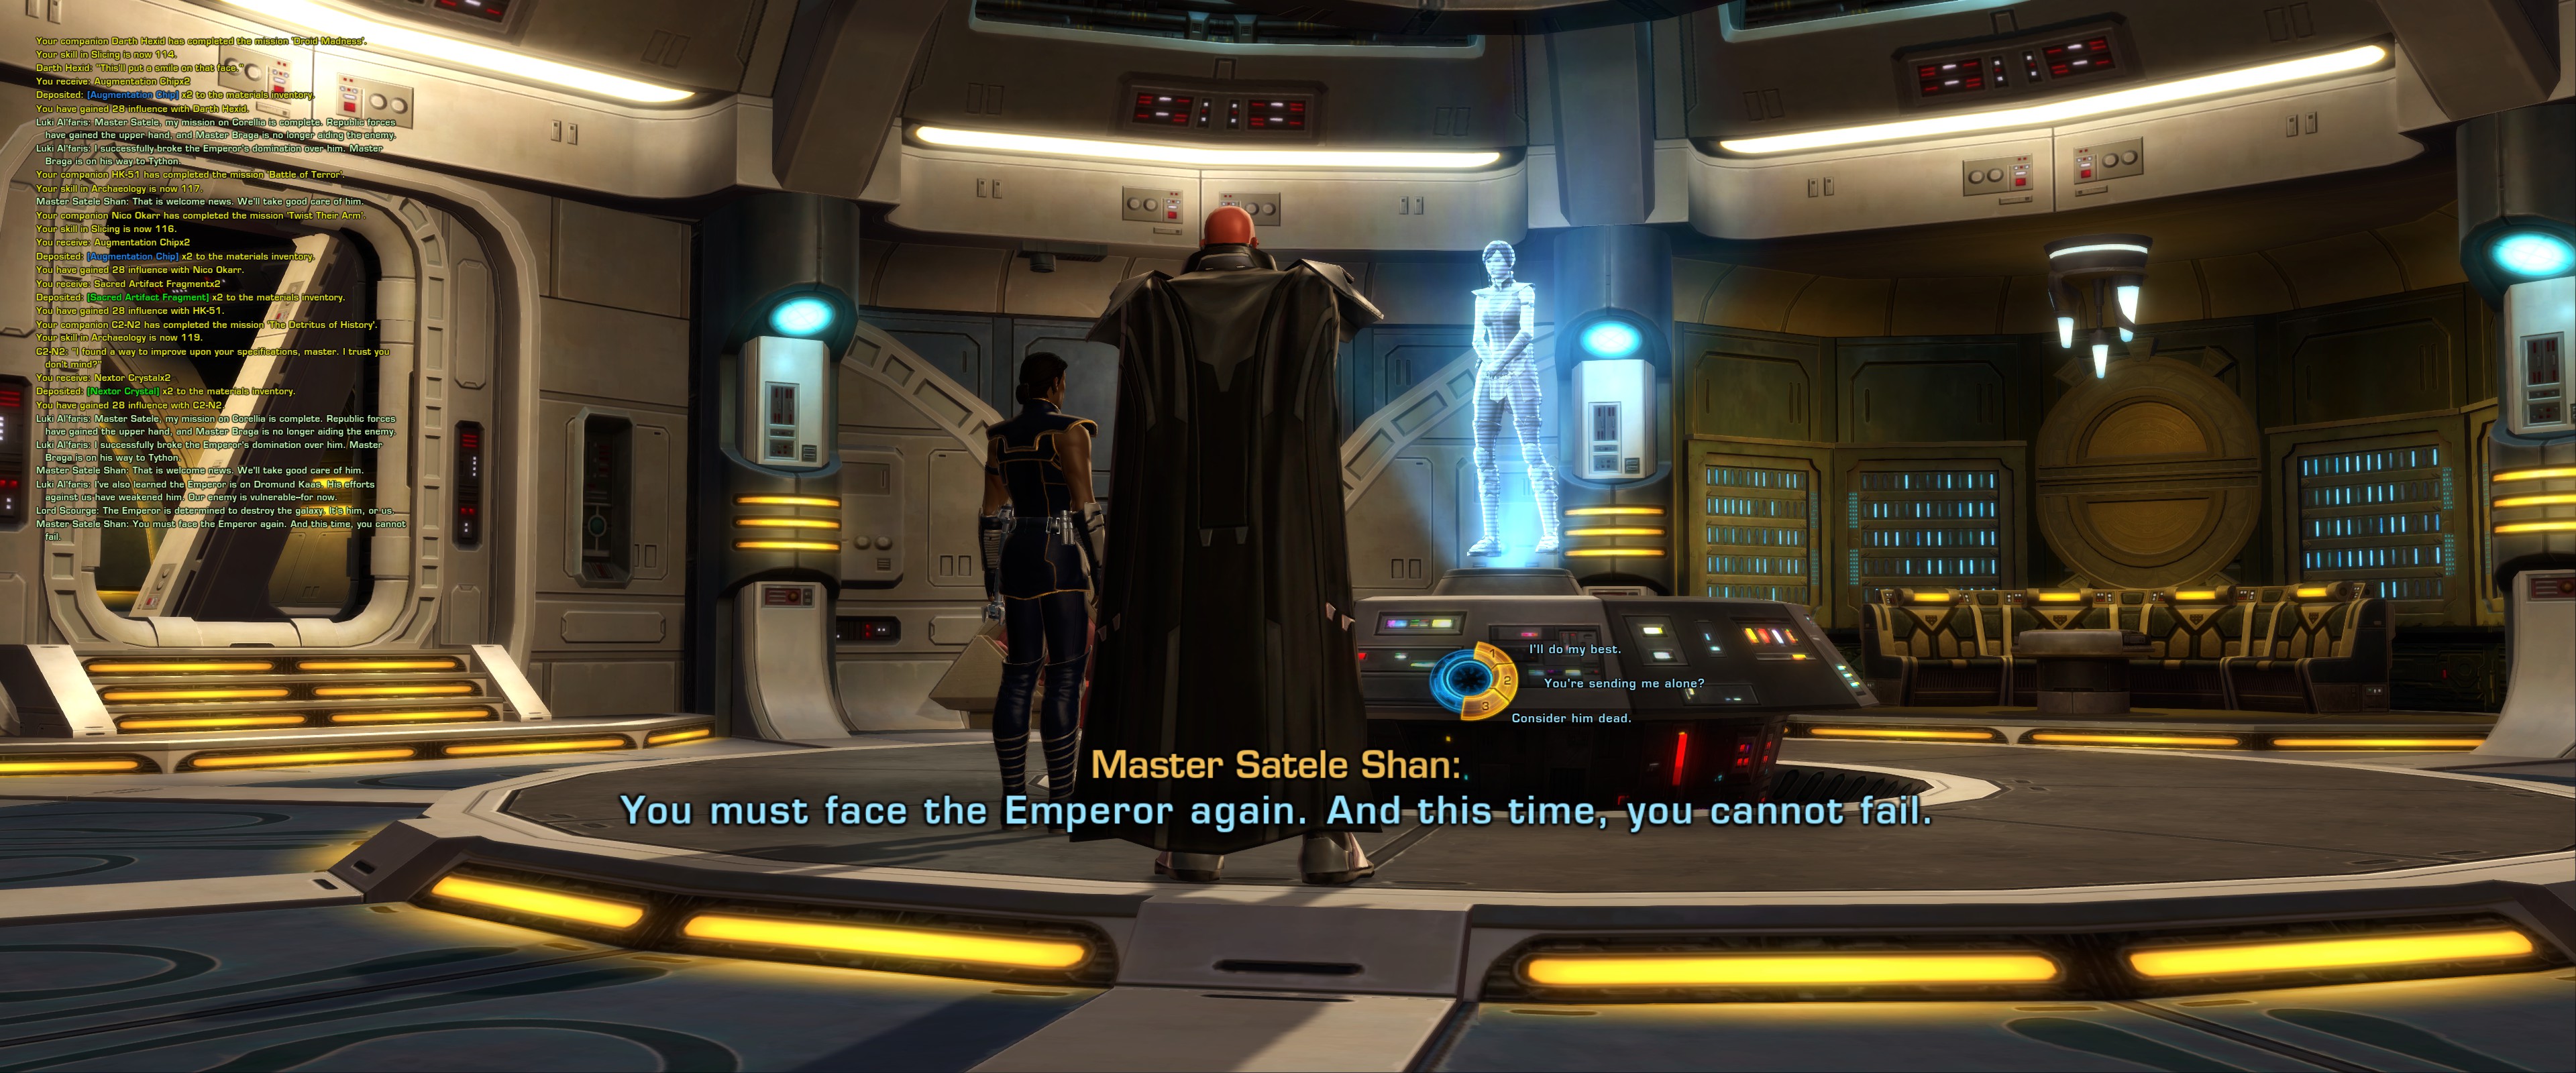 Your companion Darth Hexid has completed the mission 'Droid Madness'.
Your skill in Slicing is now 114.
Darth Hexid: "This'll put a smile on that face."
You receive: Augmentation Chipx2
Deposited: [Augmentation Chip] x2 to the materials inventory.
You have gained 28 influence with Darth Hexid.
Luki Al'faris: Master Satele, my mission on Corellia is complete. Republic forces
have gained the upper hand, and Master Braga is no longer aiding the enemy.
Luki Al'faris: I successfully broke the Emperor's domination over him. Master
Braga is on his way to Tython.
Your companion HK-51 has completed the mission 'Battle of Terror'.
Your skill in Archaeology is now 117.
Master Satele Shan: That is welcome news. We'll take good care of him.
Your companion Nico Okarr has completed the mission 'Twist Their Arm'.
Your skill in Slicing is now 116.
You receive: Augmentation Chipx2
Deposited: [Augmentation Chip] x2 to the materials inventory.
You have gained 28 influence with Nico Okarr.
You receive: Sacred Artifact Fragmentx2
Deposited: [Sacred Artifact Fragment] x2 to the materials inventory.
You have gained 28 influence with HK-51.
Your companion C2-N2 has completed the mission 'The Detritus of History'.
Your skill in Archaeology is now 119.
C2-N2: "I found a way to improve upon your specifications, master. I trust you
don't mind?"
You receive: Nextor Crystalx2
Deposited: [Nextor Crystal] x2 to the materials inventory.
You have gained 28 influence with C2-N2.
Luki Al'faris: Master Satele, my mission on Corellia is complete. Republic forces
have gained the upper hand, and Master Braga is no longer aiding the enemy.
Luki Al'faris: I successfully broke the Emperor's domination over him. Master
Braga is on his way to Tython.
Master Satele Shan: That is welcome news. We'll take good care of him.
Luki Al'faris: I've also learned the Emperor is on Dromund Kaas. His efforts
against us have weakened him. Our enemy is vulnerable–for now.
Lord Scourge: The Emperor is determined to destroy the galaxy. It's him, or us.
Master Satele Shan: You must face the Emperor again. And this time, you cannot
fail.
1 I'll do my best.
2 You're sending me alone?
3 Consider him dead.
Master Satele Shan:
You must face the Emperor again. And this time, you cannot fail.